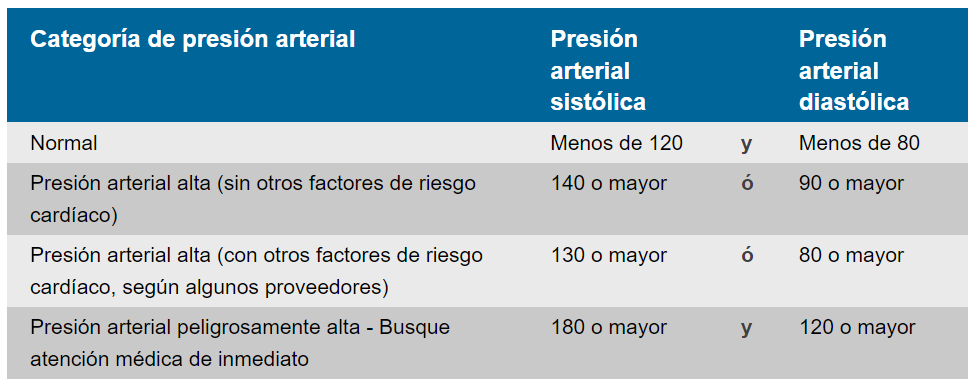 Categoría de presión arterial Presión arterial sistólica Presión arterial diastólica
Normal Menos de 120 y Menos de 80
Presión arterial alta (sin otros factores de riesgo cardíaco) 140 o mayor ó 90 o mayor
Presión arterial alta (con otros factores de riesgo cardíaco, según algunos proveedores) 130 o mayor ó 80 o mayor
Presión arterial peligrosamente alta - Busque atención médica de inmediato 180 o mayor y 120 o mayor